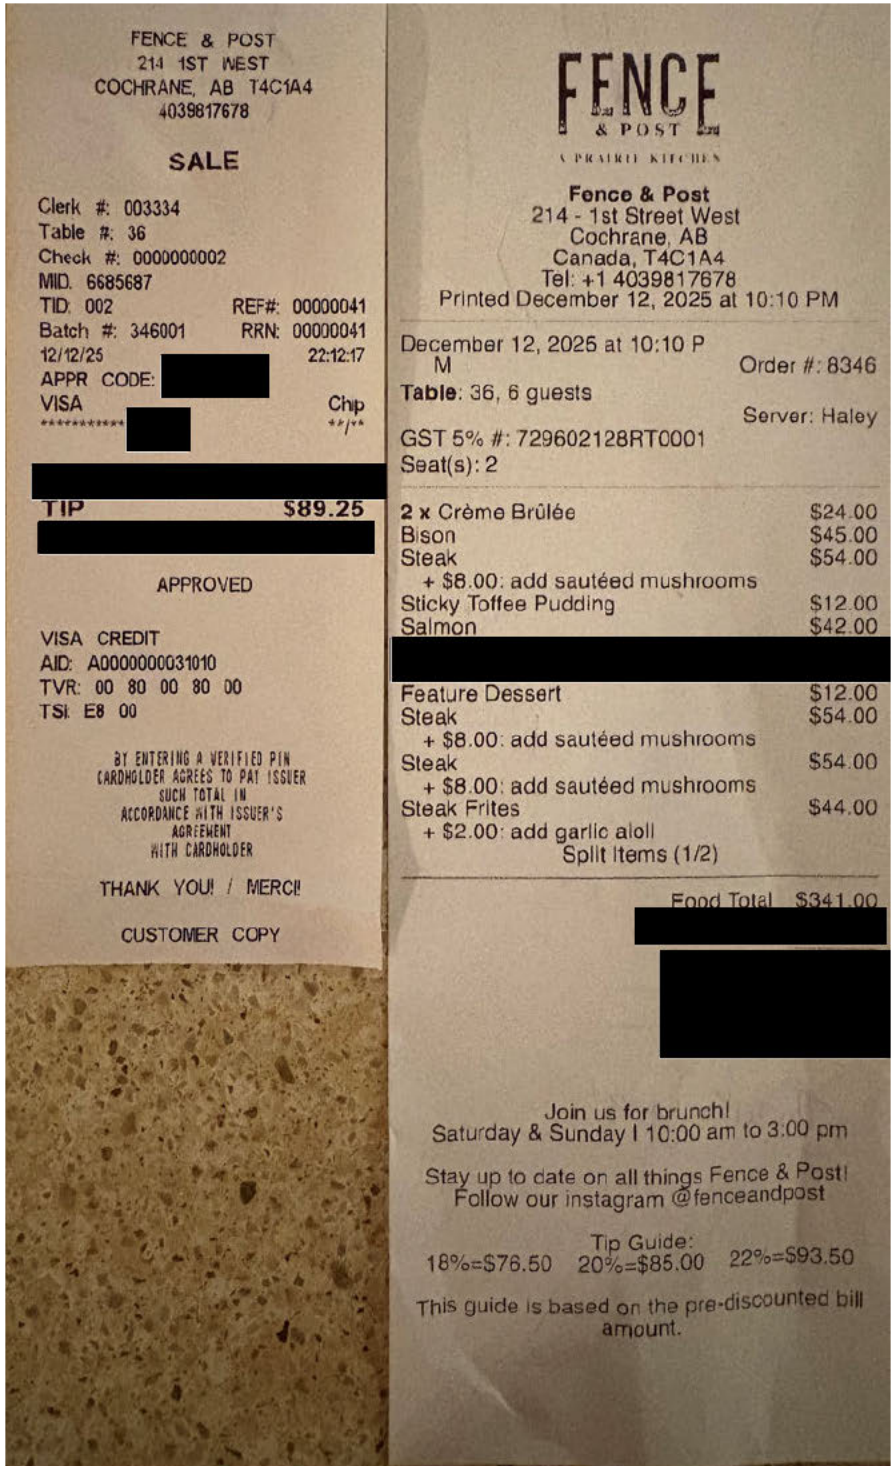 FENCE & POST
214 1ST WEST
COCHRANE, AB T4C1A4
4039817678
SALE
Clerk #: 003334
Table #: 36
Check #: 0000000002
MID: 6685687
TID: 002 REF#: 00000041
Batch #: 346001 RRN: 00000041
12/12/25 22:12:17
APPR CODE:
VISA Chip
*********** **/**
TIP $89.25
APPROVED
VISA CREDIT
AID: A0000000031010
TVR: 00 80 00 80 00
TSI: E8 00
BY ENTERING A VERIFIED PIN
CARDHOLDER AGREES TO PAY ISSUER
SUCH TOTAL IN
ACCORDANCE WITH ISSUER'S
AGREEMENT
WITH CARDHOLDER
THANK YOU! / MERCI!
CUSTOMER COPY
FENCE
& POST
A PRAIRIE KITCHEN
Fence & Post
214 - 1st Street West
Cochrane, AB
Canada, T4C1A4
Tel: +1 4039817678
Printed December 12, 2025 at 10:10 PM
December 12, 2025 at 10:10 P
M Order #: 8346
Table: 36, 6 guests
Server: Haley
GST 5% #: 729602128RT0001
Seat(s): 2
2 x Crème Brûlée $24.00
Bison $45.00
Steak $54.00
+ $8.00: add sautéed mushrooms
Sticky Toffee Pudding $12.00
Salmon $42.00
Feature Dessert $12.00
Steak $54.00
+ $8.00: add sautéed mushrooms
Steak $54.00
+ $8.00: add sautéed mushrooms
Steak Frites $44.00
+ $2.00: add garlic aioli
Split Items (1/2)
Food Total $341.00
Join us for brunch!
Saturday & Sunday | 10:00 am to 3:00 pm
Stay up to date on all things Fence & Post!
Follow our instagram @fenceandpost
Tip Guide:
18%=$76.50 20%=$85.00 22%=$93.50
This guide is based on the pre-discounted bill
amount.